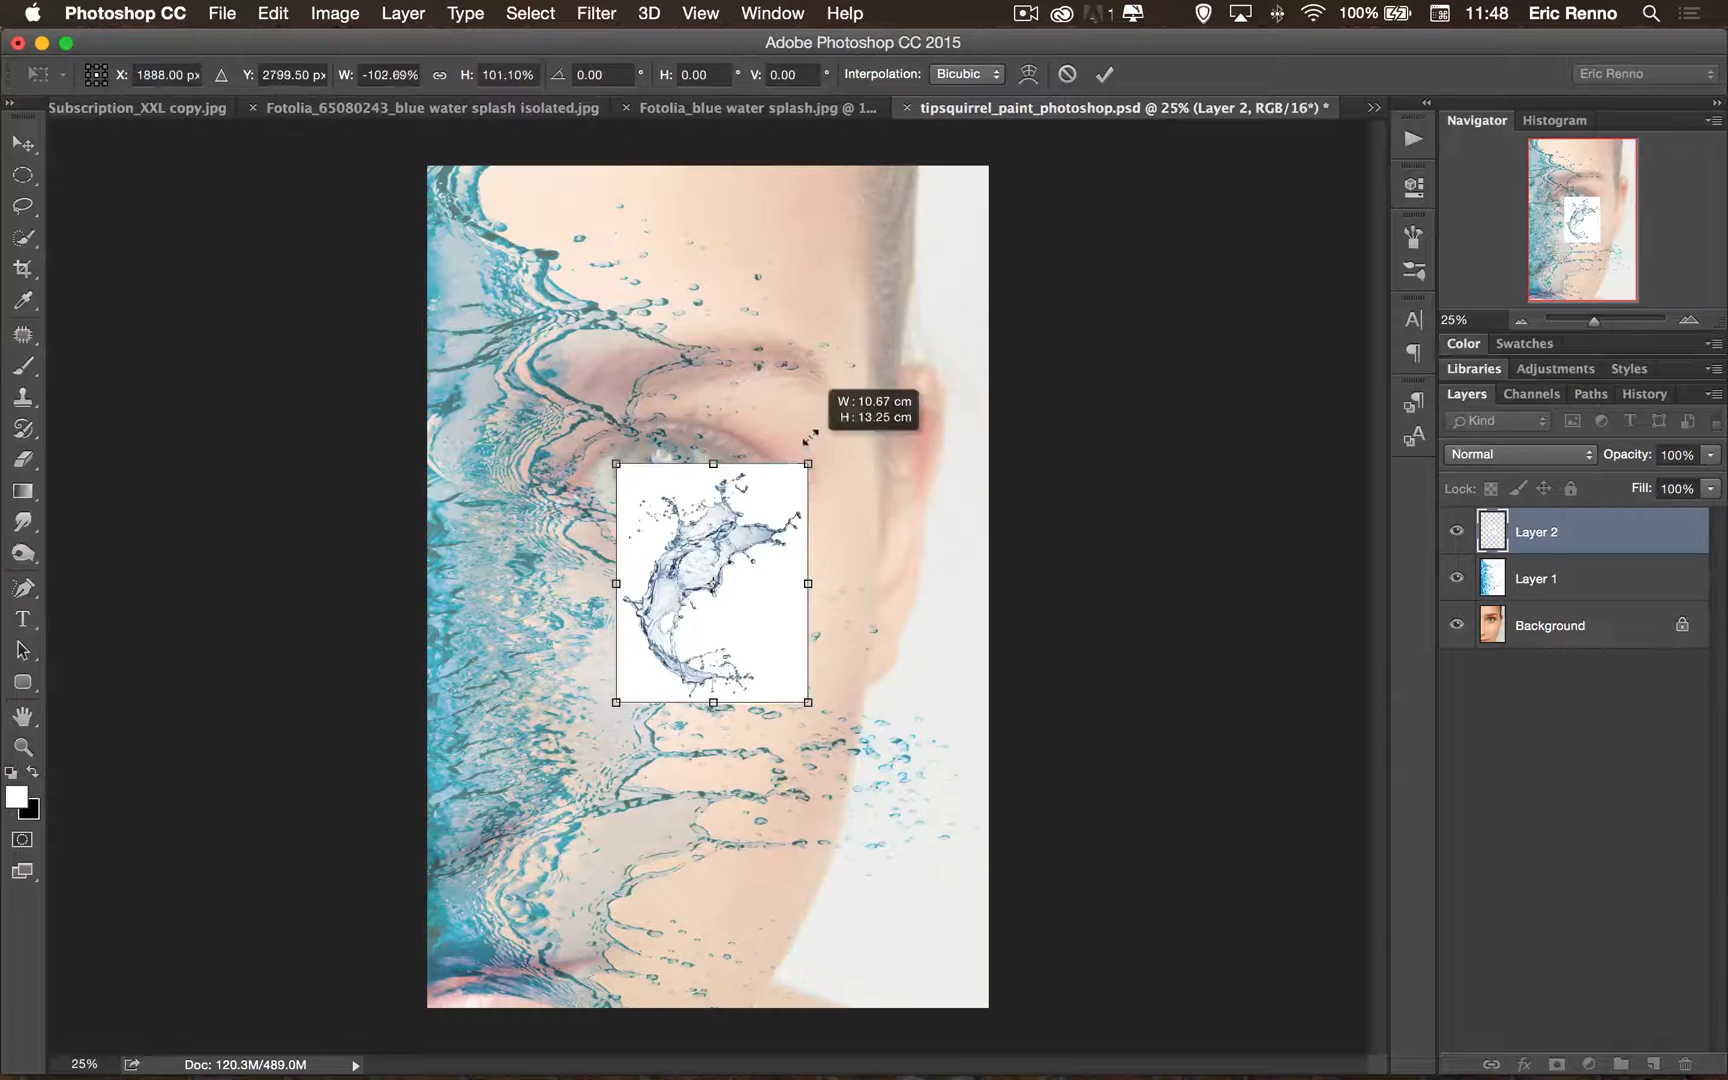 Photoshop CC File Edit Image Layer Type Select Filter 3D View Window Help 1 100% 11:48 Eric Renno
Adobe Photoshop CC 2015
X: 1888.00 px Y: 2799.50 px W: -102.69% H: 101.10% 0.00 ° H: 0.00 ° V: 0.00 ° Interpolation: Bicubic Eric Renno
Subscription_XXL copy.jpg × Fotolia_65080243_blue water splash isolated.jpg × Fotolia_blue water splash.jpg @ 1... × tipsquirrel_paint_photoshop.psd @ 25% (Layer 2, RGB/16*) *
Navigator Histogram
25%
Color Swatches
Libraries Adjustments Styles
Layers Channels Paths History
W: 10.67 cm
H: 13.25 cm
Kind
Normal Opacity: 100%
Lock: Fill: 100%
Layer 2
Layer 1
Background
25% Doc: 120.3M/489.0M